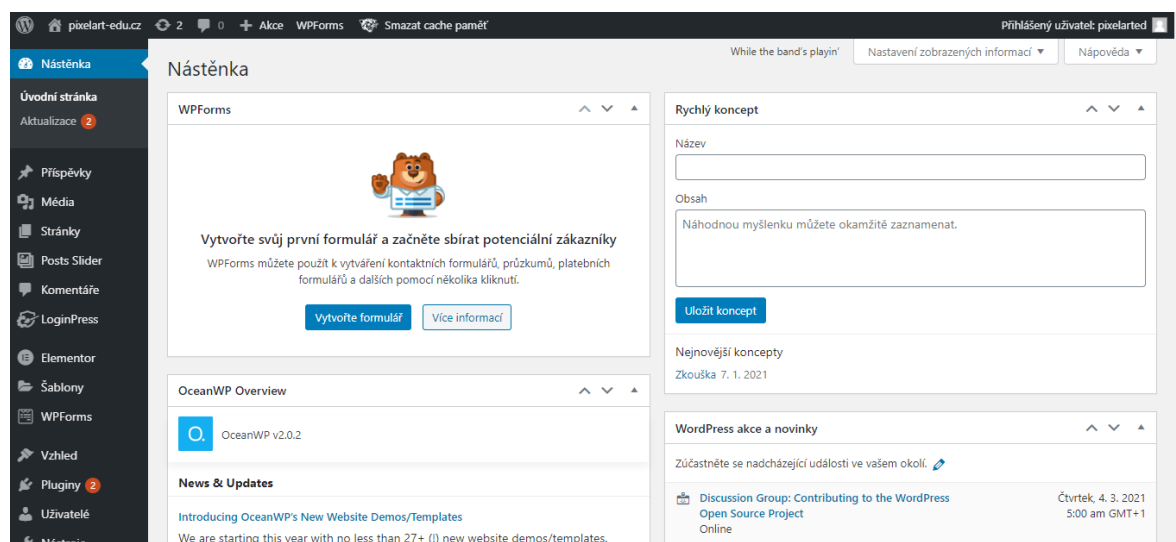 pixelart-edu.cz 2 0 Akce WPForms Smazat cache paměť Přihlášený uživatel: pixelarted
Nástěnka
Úvodní stránka
Aktualizace 2
Příspěvky
Média
Stránky
Posts Slider
Komentáře
LoginPress
Elementor
Šablony
WPForms
Vzhled
Pluginy 2
Uživatelé
Nástroje
While the band's playin'
Nastavení zobrazených informací
Nápověda
Nástěnka
WPForms
Vytvořte svůj první formulář a začněte sbírat potenciální zákazníky
WPForms můžete použít k vytváření kontaktních formulářů, průzkumů, platebních
formulářů a dalších pomocí několika kliknutí.
Vytvořte formulář
Více informací
OceanWP Overview
O.
OceanWP v2.0.2
News & Updates
Introducing OceanWP's New Website Demos/Templates
We are starting this year with no less than 27+ (!) new website demos/templates.
Rychlý koncept
Název
Obsah
Náhodnou myšlenku můžete okamžitě zaznamenat.
Uložit koncept
Nejnovější koncepty
Zkouška 7. 1. 2021
WordPress akce a novinky
Zúčastněte se nadcházející události ve vašem okolí.
Discussion Group: Contributing to the WordPress
Open Source Project
Online
Čtvrtek, 4. 3. 2021
5:00 am GMT+1